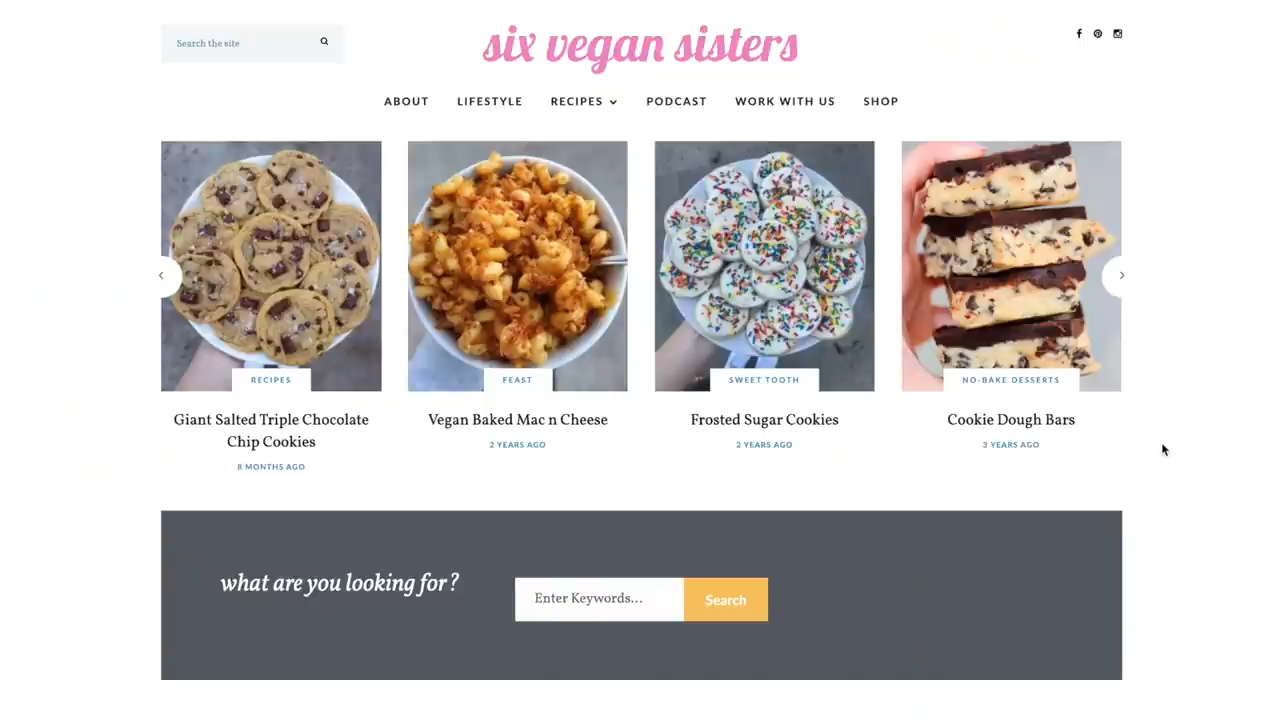 Search the site
six vegan sisters
ABOUT LIFESTYLE RECIPES PODCAST WORK WITH US SHOP
RECIPES
Giant Salted Triple Chocolate
Chip Cookies
8 MONTHS AGO
FEAST
Vegan Baked Mac n Cheese
2 YEARS AGO
SWEET TOOTH
Frosted Sugar Cookies
2 YEARS AGO
NO-BAKE DESSERTS
Cookie Dough Bars
3 YEARS AGO
what are you looking for?
Enter Keywords...
Search